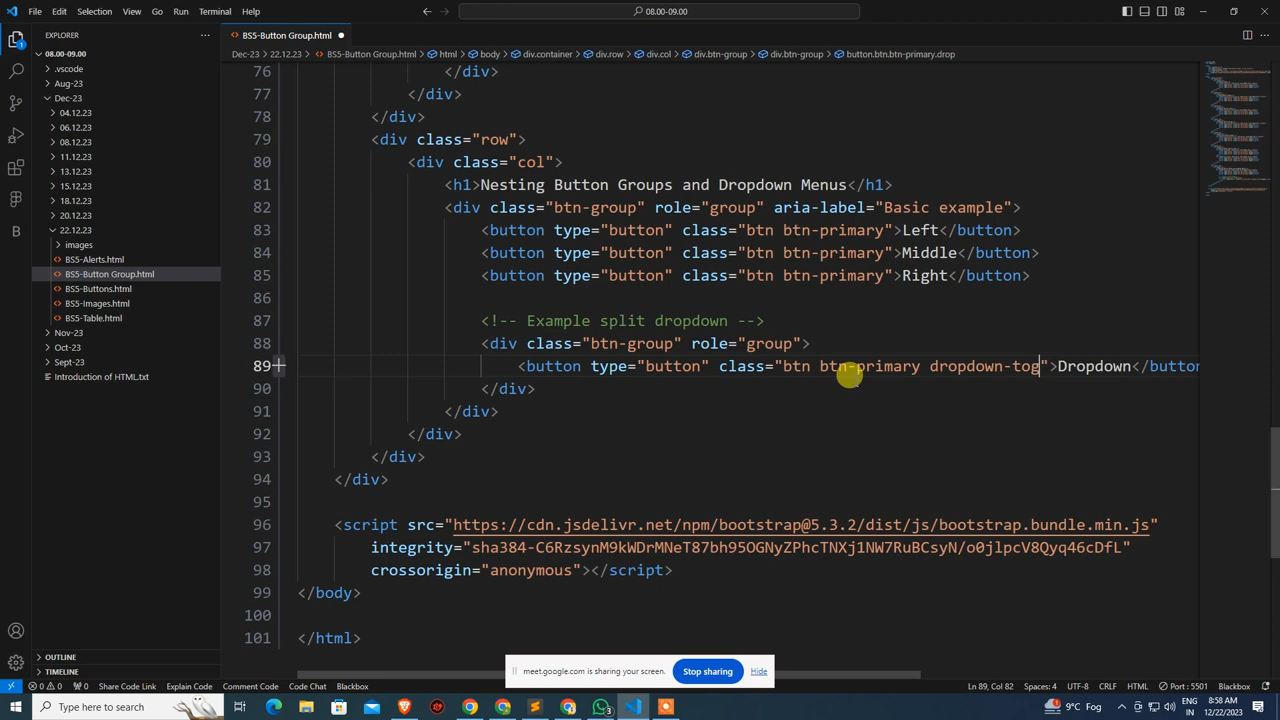 File Edit Selection View Go Run Terminal Help
08.00-09.00
EXPLORER
BS5-Button Group.html
08.00-09.00
Dec-23 > 22.12.23 > BS5-Button Group.html > html > body > div.container > div.row > div.col > div.btn-group > div.btn-group > button.btn.btn-primary.drop
.vscode
Aug-23
Dec-23
04.12.23
06.12.23
08.12.23
11.12.23
13.12.23
15.12.23
18.12.23
20.12.23
22.12.23
images
BS5-Alerts.html
BS5-Button Group.html
BS5-Buttons.html
BS5-Images.html
BS5-Table.html
Nov-23
Oct-23
Sept-23
Introduction of HTML.txt
OUTLINE
TIMELINE
76 </div>
77 </div>
78 </div>
79 <div class="row">
80 <div class="col">
81 <h1>Nesting Button Groups and Dropdown Menus</h1>
82 <div class="btn-group" role="group" aria-label="Basic example">
83 <button type="button" class="btn btn-primary">Left</button>
84 <button type="button" class="btn btn-primary">Middle</button>
85 <button type="button" class="btn btn-primary">Right</button>
86
87 <!-- Example split dropdown -->
88 <div class="btn-group" role="group">
89 <button type="button" class="btn btn-primary dropdown-tog">Dropdown</button
90 </div>
91 </div>
92 </div>
93 </div>
94 </div>
95
96 <script src="https://cdn.jsdelivr.net/npm/bootstrap@5.3.2/dist/js/bootstrap.bundle.min.js"
97 integrity="sha384-C6RzsynM9kWDrMNeT87bh95OGNyZPhcTNXj1NW7RuBCsyN/o0jlpcV8Qyq46cDfL"
98 crossorigin="anonymous"></script>
99 </body>
100
101 </html>
meet.google.com is sharing your screen. Stop sharing Hide
0 0 0 Share Code Link Explain Code Comment Code Code Chat Blackbox
Ln 89, Col 82 Spaces: 4 UTF-8 CRLF HTML Port : 5501 Blackbox
Type here to search
3
9°C Fog
ENG
IN
8:58 AM
12/22/2023